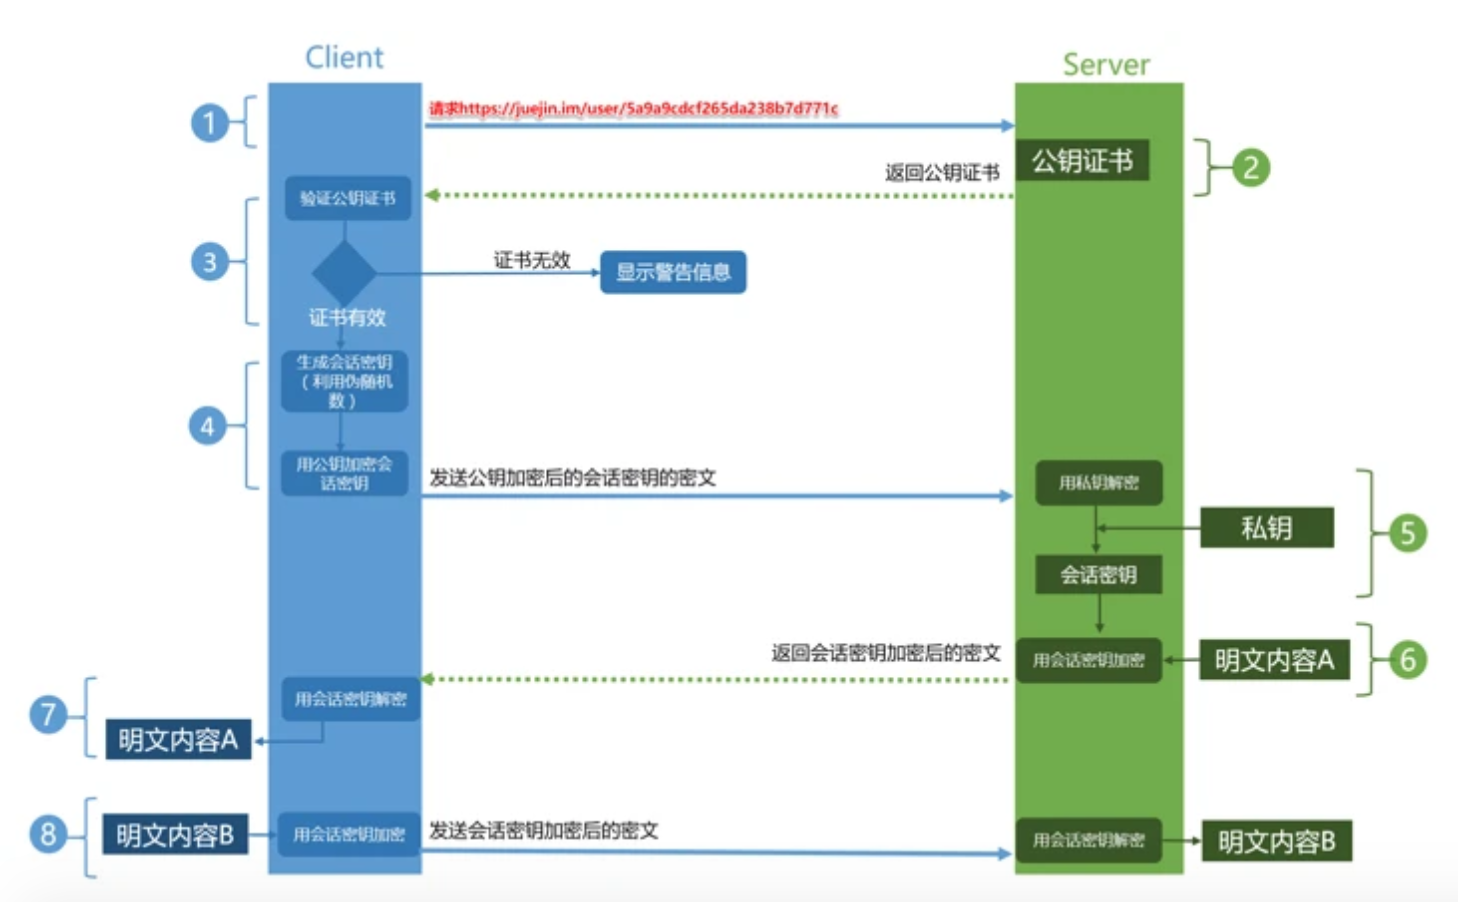 Client
Server
1
请求https://juejin.im/user/5a9a9cdcf265da238b7d771c
公钥证书
2
返回公钥证书
验证公钥证书
3
证书无效
显示警告信息
证书有效
生成会话密钥
（利用伪随机
数）
4
用公钥加密会
话密钥
发送公钥加密后的会话密钥的密文
用私钥解密
私钥
5
会话密钥
返回会话密钥加密后的密文
用会话密钥加密
明文内容A
6
7
用会话密钥解密
明文内容A
8
明文内容B
用会话密钥加密
发送会话密钥加密后的密文
用会话密钥解密
明文内容B